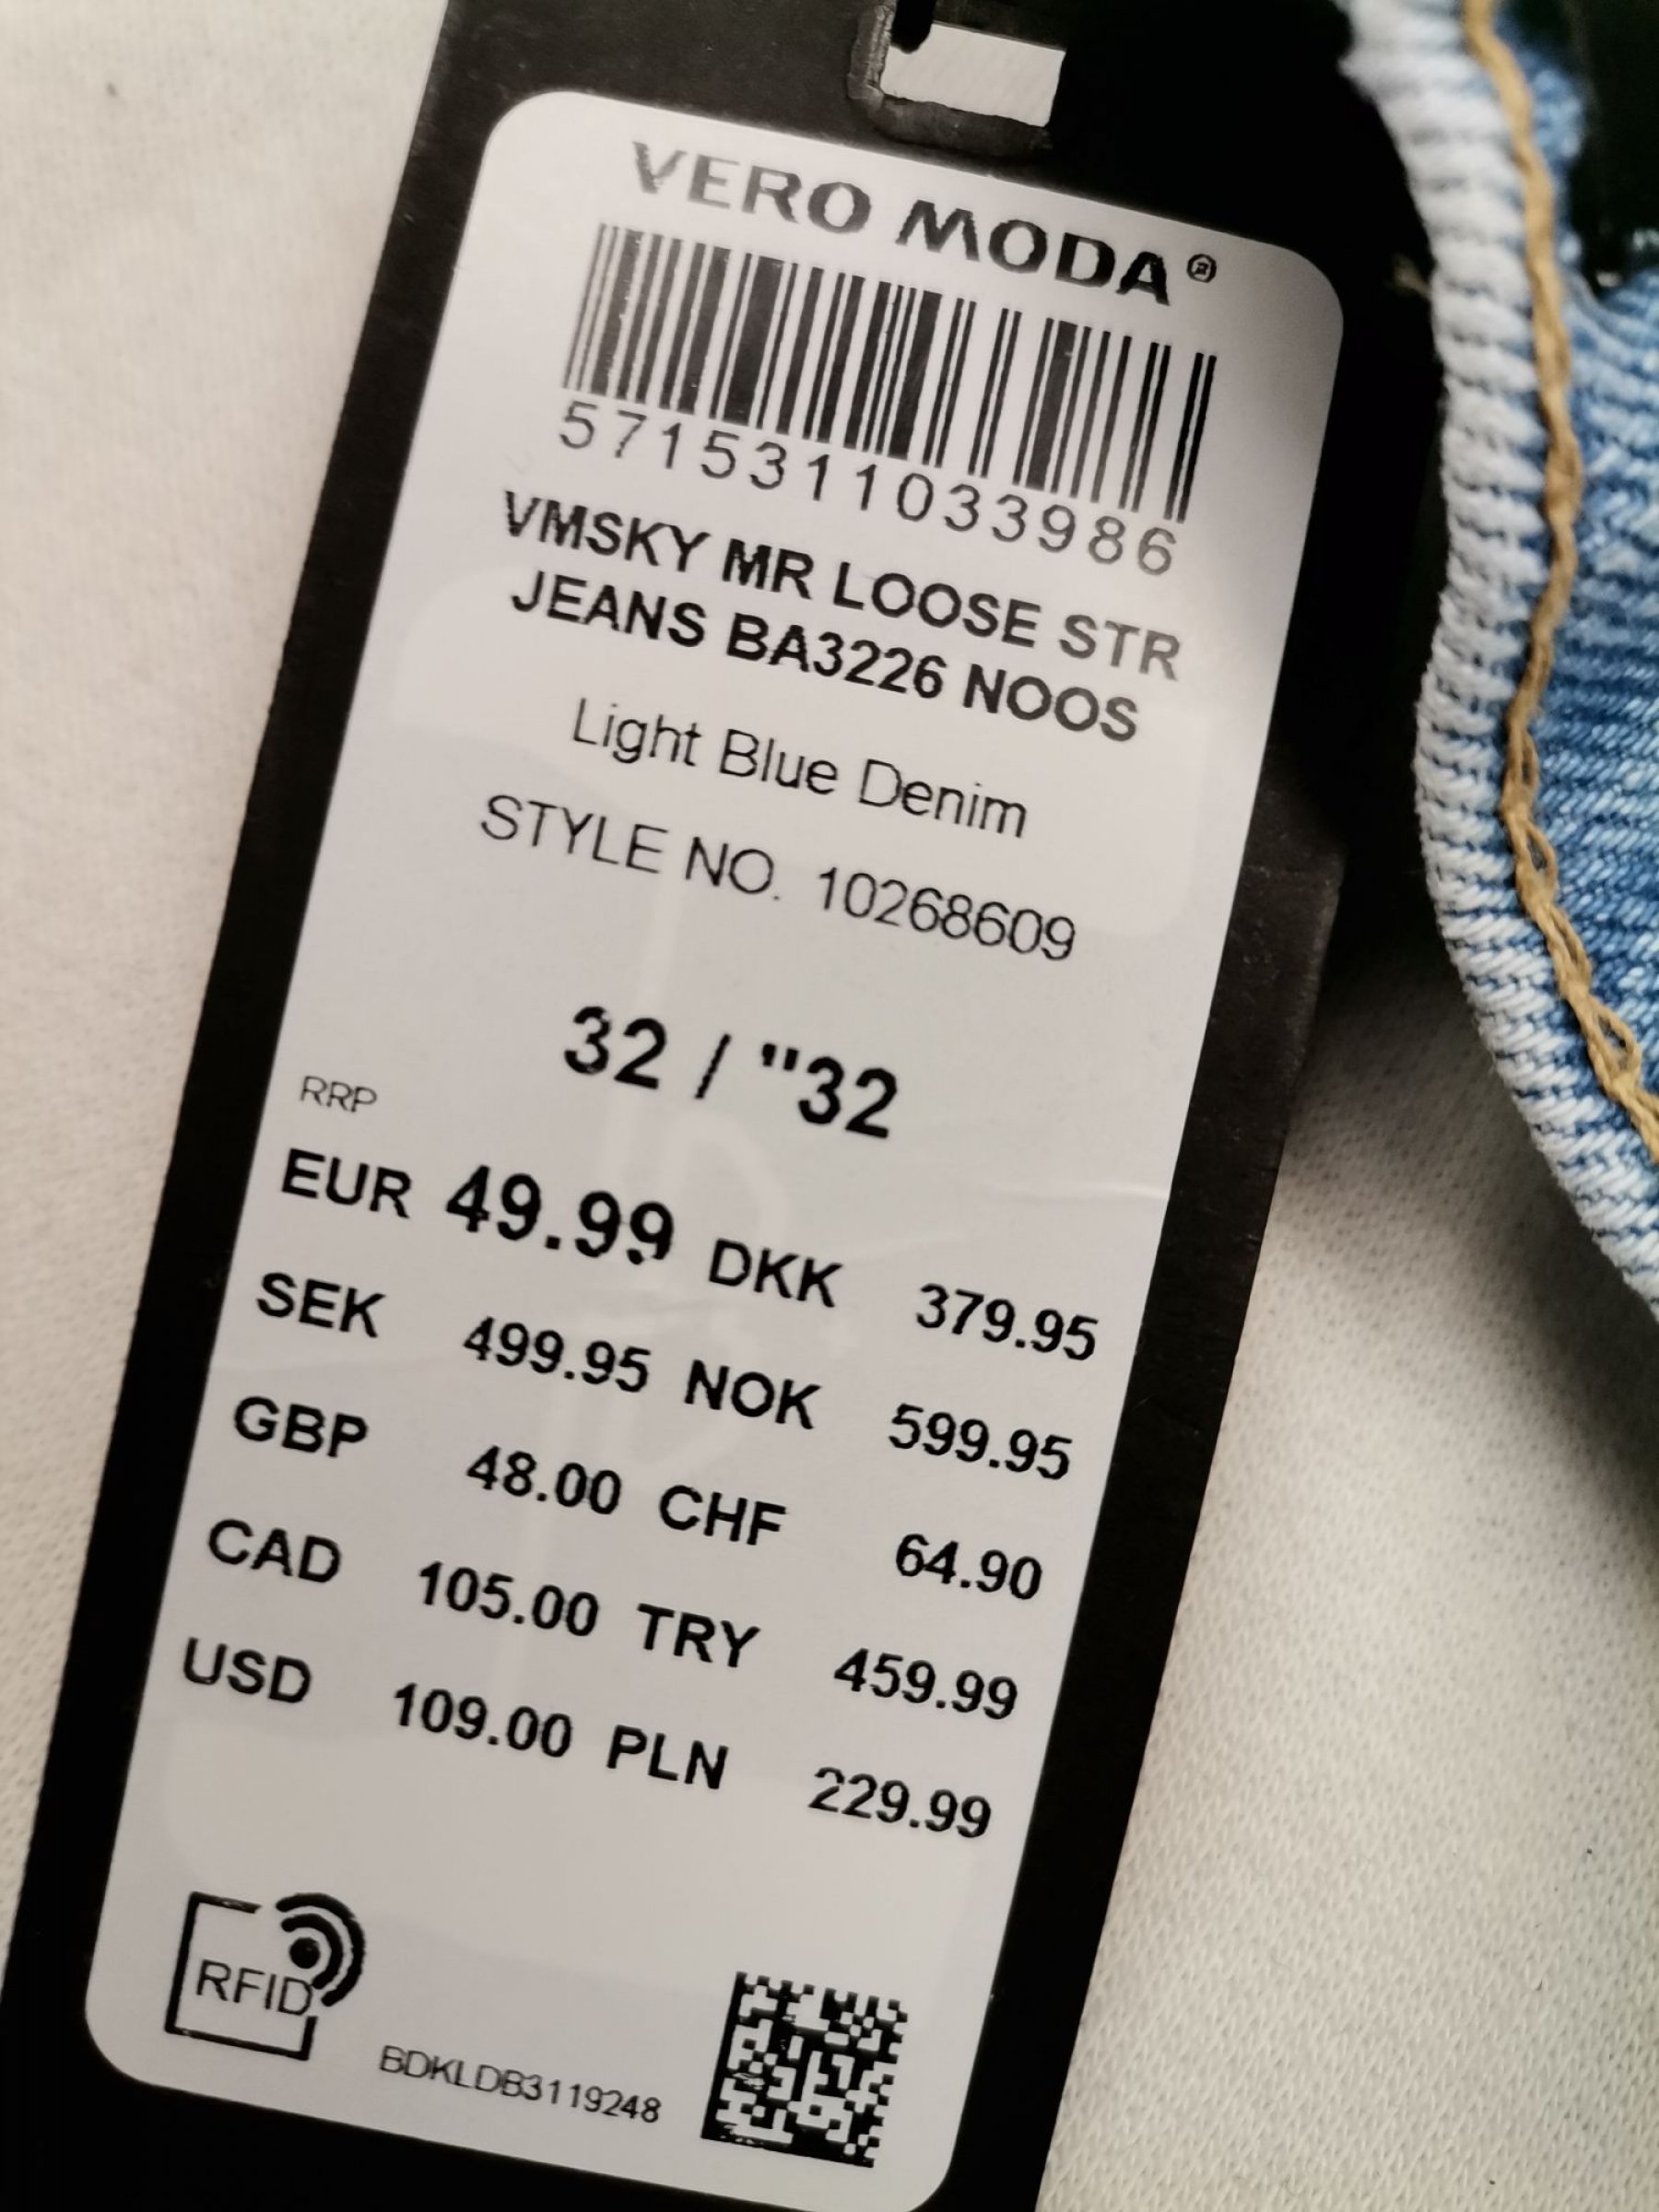 VERO MODA®
5715311033986
VMSKY MR LOOSE STR
JEANS BA3226 NOOS
Light Blue Denim
STYLE NO. 10268609
32 / "32
RRP
EUR 49.99 DKK 379.95
SEK 499.95 NOK 599.95
GBP 48.00 CHF 64.90
CAD 105.00 TRY 459.99
USD 109.00 PLN 229.99
RFID
BDKLDB3119248